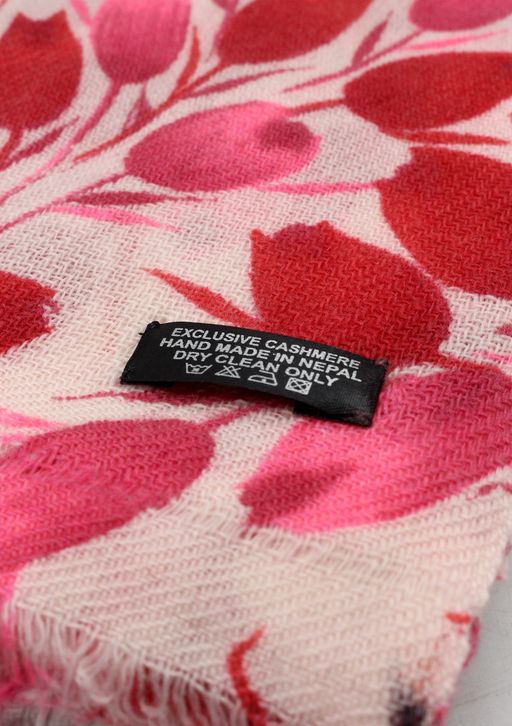 EXCLUSIVE CASHMERE
HAND MADE IN NEPAL
DRY CLEAN ONLY